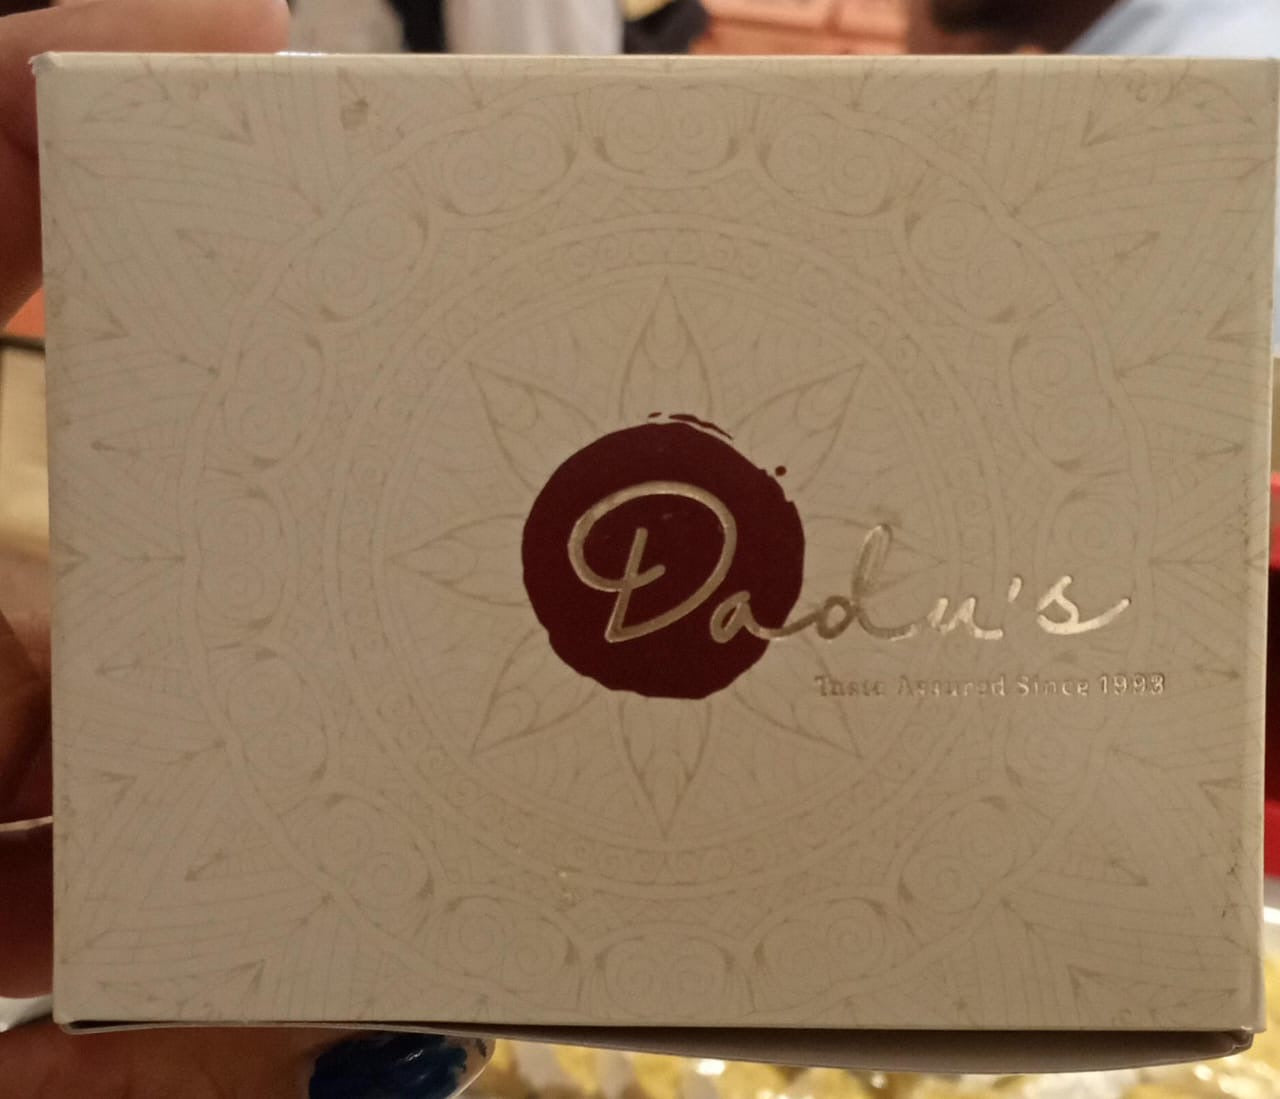 Dadu's
Taste Assured Since 1993